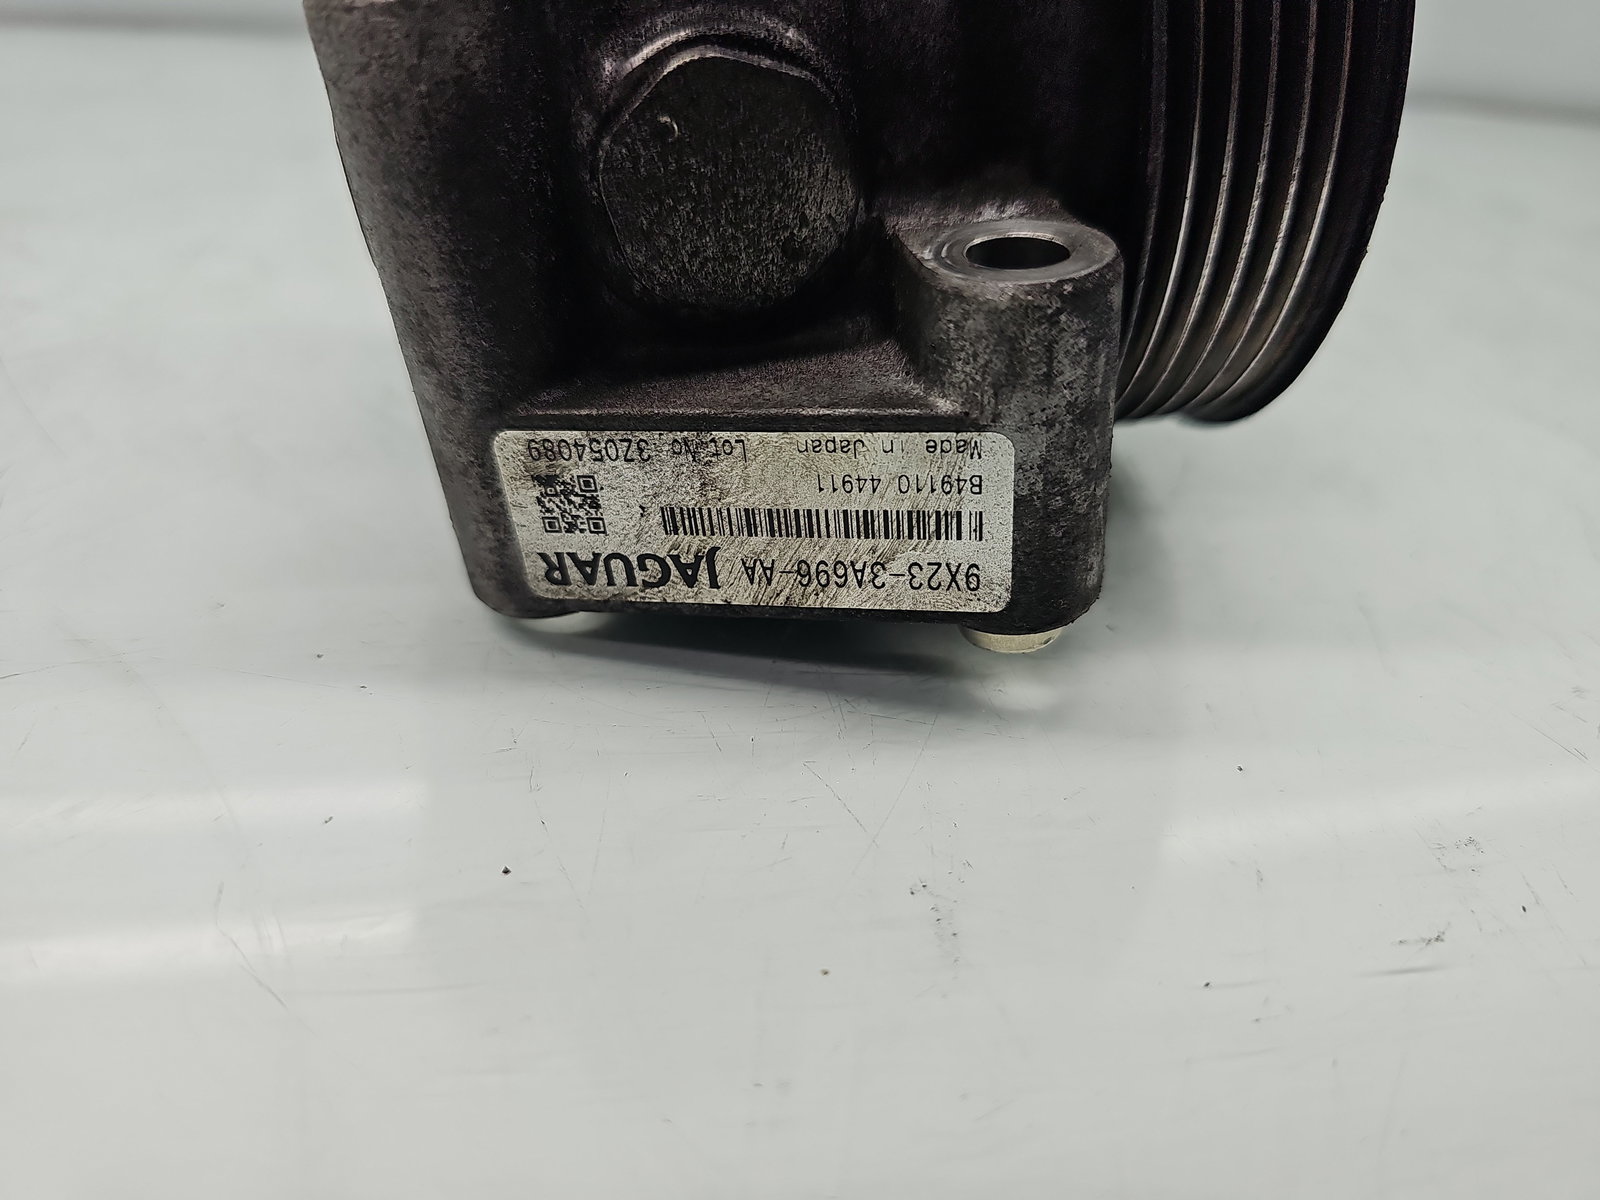 9X23-3A696-AA JAGUAR
B49110 44911
Made in Japan Lot No 3Z054089